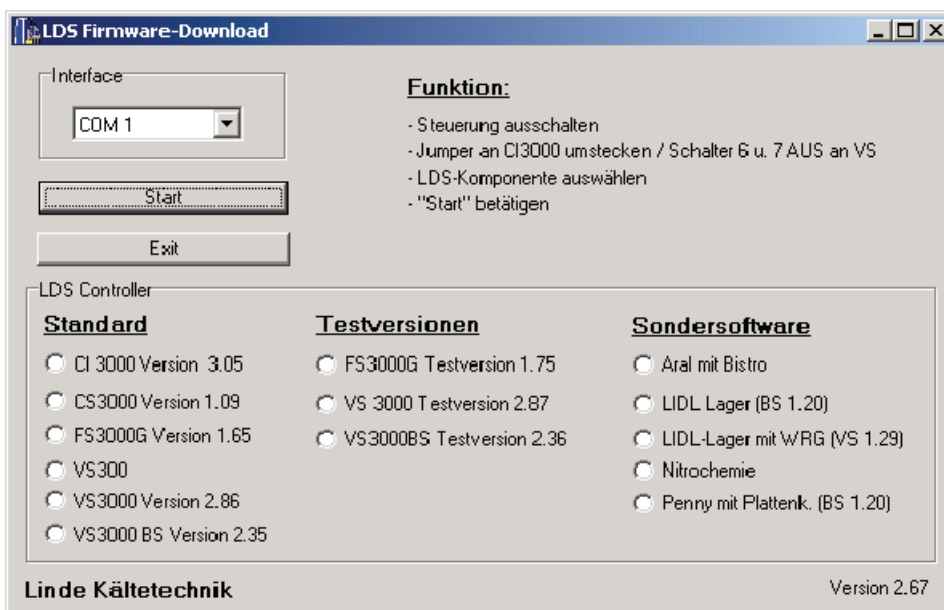 LDS Firmware-Download
Interface
COM 1
Start
Exit
Funktion:
- Steuerung ausschalten
- Jumper an CI3000 umstecken / Schalter 6 u. 7 AUS an VS
- LDS-Komponente auswählen
- "Start" betätigen
LDS Controller
Standard
CI 3000 Version 3.05
CS3000 Version 1.09
FS3000G Version 1.65
VS300
VS3000 Version 2.86
VS3000 BS Version 2.35
Testversionen
FS3000G Testversion 1.75
VS 3000 Testversion 2.87
VS3000BS Testversion 2.36
Sondersoftware
Aral mit Bistro
LIDL Lager (BS 1.20)
LIDL-Lager mit WRG (VS 1.29)
Nitrochemie
Penny mit Plattenk. (BS 1.20)
Linde Kältetechnik
Version 2.67